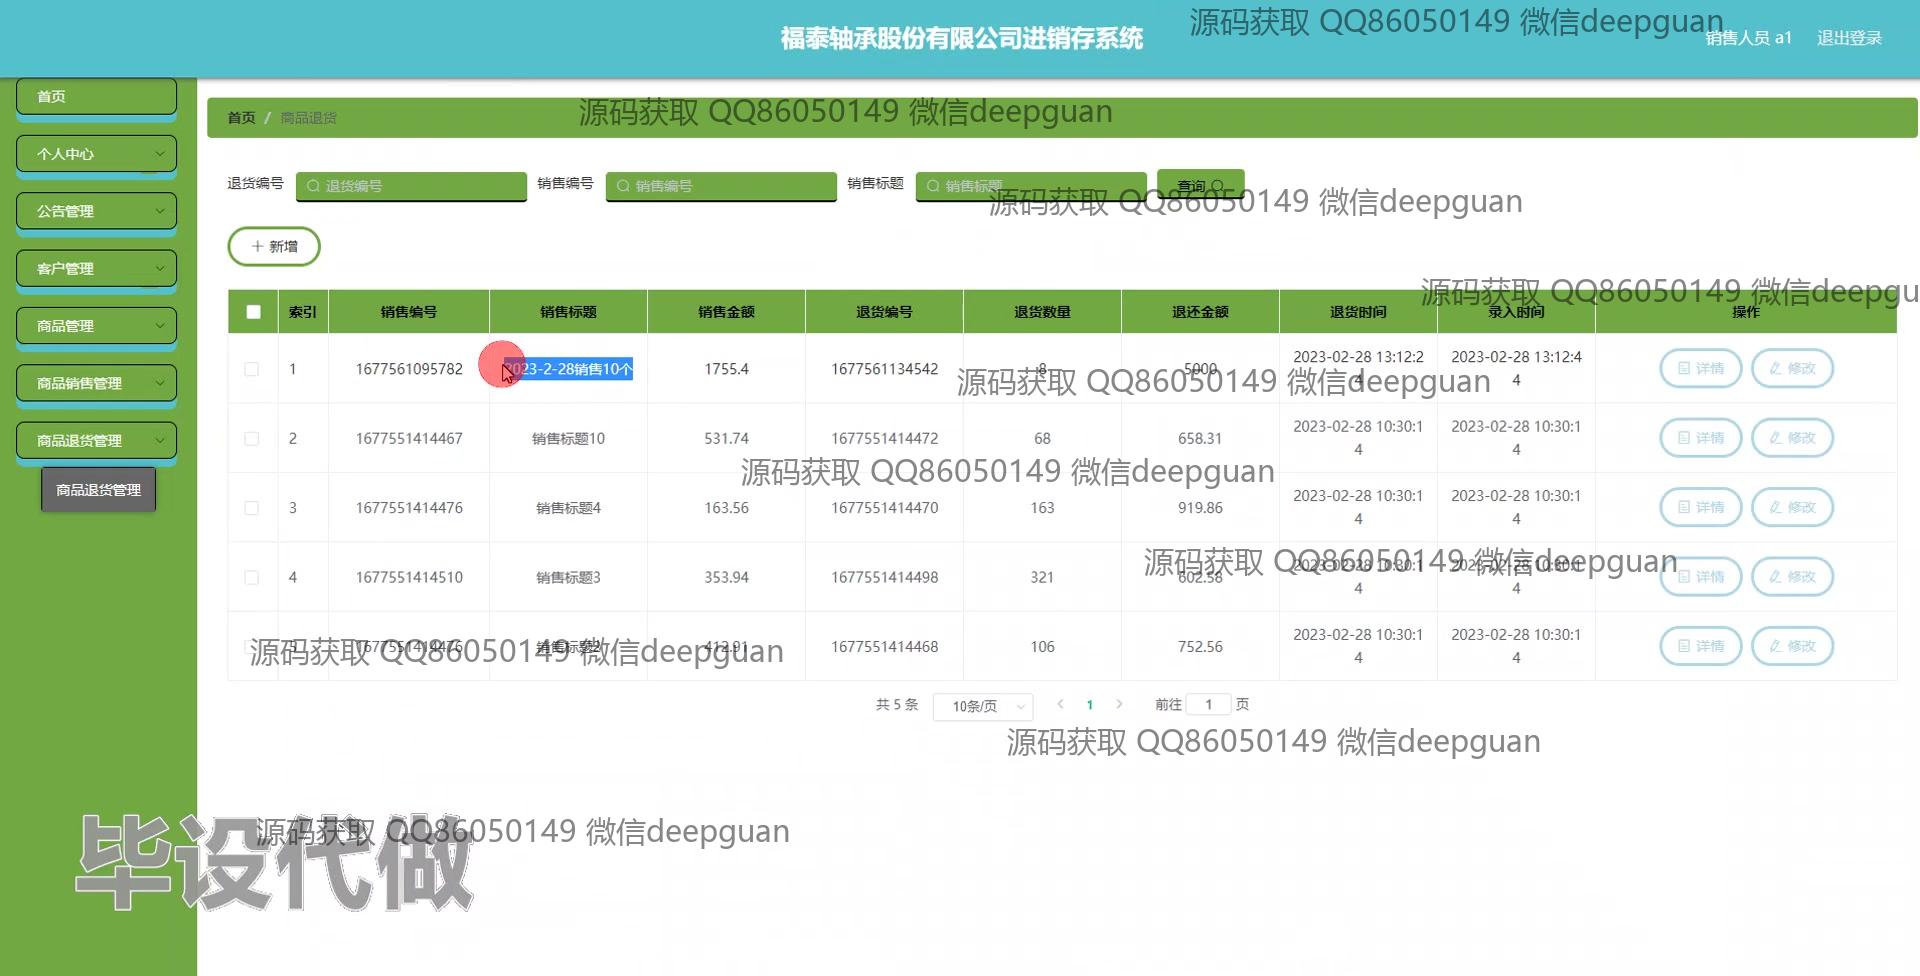 福泰轴承股份有限公司进销存系统
源码获取 QQ86050149 微信deepguan
销售人员 a1 退出登录
首页
个人中心
公告管理
客户管理
商品管理
商品销售管理
商品退货管理
商品退货管理
首页 / 商品退货
源码获取 QQ86050149 微信deepguan
退货编号 退货编号 销售编号 销售编号 销售标题 销售标题 查询
源码获取 QQ86050149 微信deepguan
+ 新增
源码获取 QQ86050149 微信deepgu
索引 销售编号 销售标题 销售金额 退货编号 退货数量 退还金额 退货时间 录入时间 操作
1 1677561095782 2023-2-28销售10个 1755.4 1677561134542 8 5000 2023-02-28 13:12:24 2023-02-28 13:12:44 详情 修改
源码获取 QQ86050149 微信deepguan
2 1677551414467 销售标题10 531.74 1677551414472 68 658.31 2023-02-28 10:30:14 2023-02-28 10:30:14 详情 修改
源码获取 QQ86050149 微信deepguan
3 1677551414476 销售标题4 163.56 1677551414470 163 919.86 2023-02-28 10:30:14 2023-02-28 10:30:14 详情 修改
源码获取 QQ86050149 微信deepguan
4 1677551414510 销售标题3 353.94 1677551414498 321 602.58 2023-02-28 10:30:14 2023-02-28 10:30:14 详情 修改
源码获取 QQ86050149 微信deepguan
5 1677551414476 销售标题2 412.91 1677551414468 106 752.56 2023-02-28 10:30:14 2023-02-28 10:30:14 详情 修改
共 5 条 10条/页 1 前往 1 页
源码获取 QQ86050149 微信deepguan
源码获取 QQ86050149 微信deepguan
毕设代做